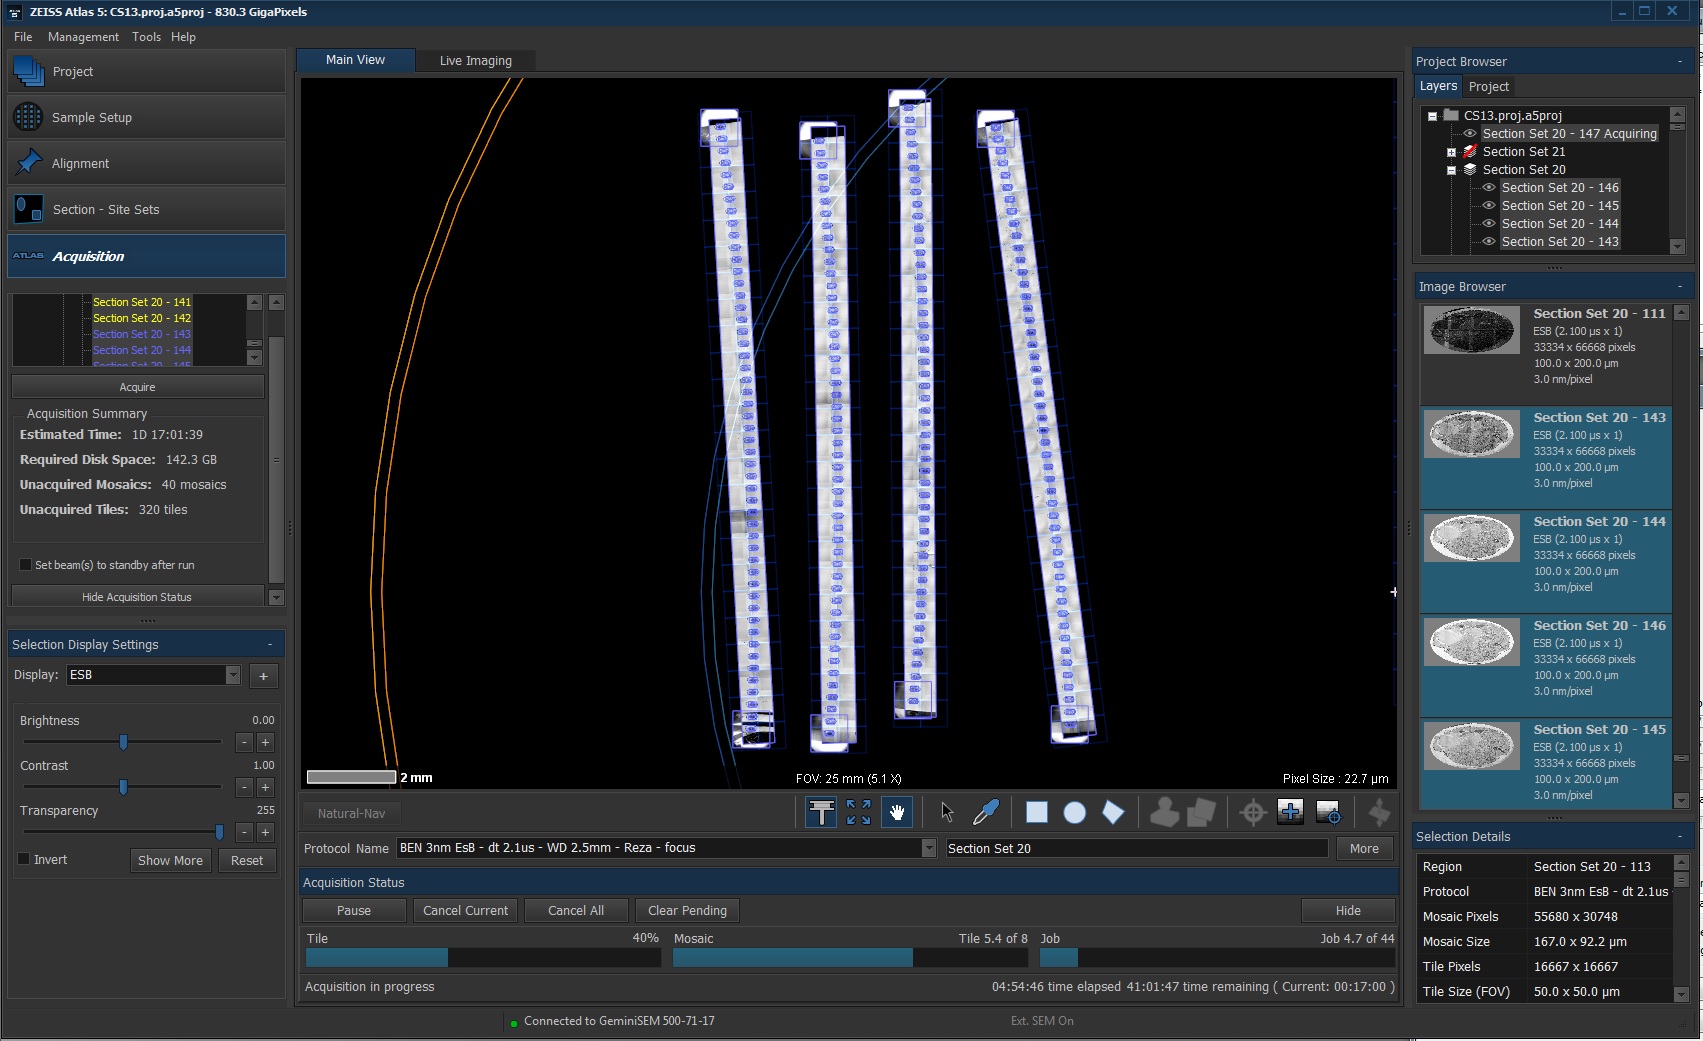 ZEISS Atlas 5: CS13.proj.a5proj - 830.3 GigaPixels
File Management Tools Help
Project
Sample Setup
Alignment
Section - Site Sets
ATLAS Acquisition
Section Set 20 - 141
Section Set 20 - 142
Section Set 20 - 143
Section Set 20 - 144
Section Set 20 - 145
Acquire
Acquisition Summary
Estimated Time: 1D 17:01:39
Required Disk Space: 142.3 GB
Unacquired Mosaics: 40 mosaics
Unacquired Tiles: 320 tiles
Set beam(s) to standby after run
Hide Acquisition Status
Selection Display Settings -
Display: ESB +
Brightness 0.00
- +
Contrast 1.00
- +
Transparency 255
- +
Invert Show More Reset
Main View Live Imaging
2 mm FOV: 25 mm (5.1 X) Pixel Size : 22.7 µm
Natural-Nav
Protocol Name BEN 3nm EsB - dt 2.1us - WD 2.5mm - Reza - focus Section Set 20 More
Acquisition Status
Pause Cancel Current Cancel All Clear Pending Hide
Tile 40% Mosaic Tile 5.4 of 8 Job Job 4.7 of 44
Acquisition in progress 04:54:46 time elapsed 41:01:47 time remaining ( Current: 00:17:00 )
Connected to GeminiSEM 500-71-17 Ext. SEM On
Project Browser -
Layers Project
CS13.proj.a5proj
Section Set 20 - 147 Acquiring
Section Set 21
Section Set 20
Section Set 20 - 146
Section Set 20 - 145
Section Set 20 - 144
Section Set 20 - 143
Image Browser -
Section Set 20 - 111
ESB (2.100 µs x 1)
33334 x 66668 pixels
100.0 x 200.0 µm
3.0 nm/pixel
Section Set 20 - 143
ESB (2.100 µs x 1)
33334 x 66668 pixels
100.0 x 200.0 µm
3.0 nm/pixel
Section Set 20 - 144
ESB (2.100 µs x 1)
33334 x 66668 pixels
100.0 x 200.0 µm
3.0 nm/pixel
Section Set 20 - 146
ESB (2.100 µs x 1)
33334 x 66668 pixels
100.0 x 200.0 µm
3.0 nm/pixel
Section Set 20 - 145
ESB (2.100 µs x 1)
33334 x 66668 pixels
100.0 x 200.0 µm
3.0 nm/pixel
Selection Details -
Region Section Set 20 - 113
Protocol BEN 3nm EsB - dt 2.1us
Mosaic Pixels 55680 x 30748
Mosaic Size 167.0 x 92.2 µm
Tile Pixels 16667 x 16667
Tile Size (FOV) 50.0 x 50.0 µm